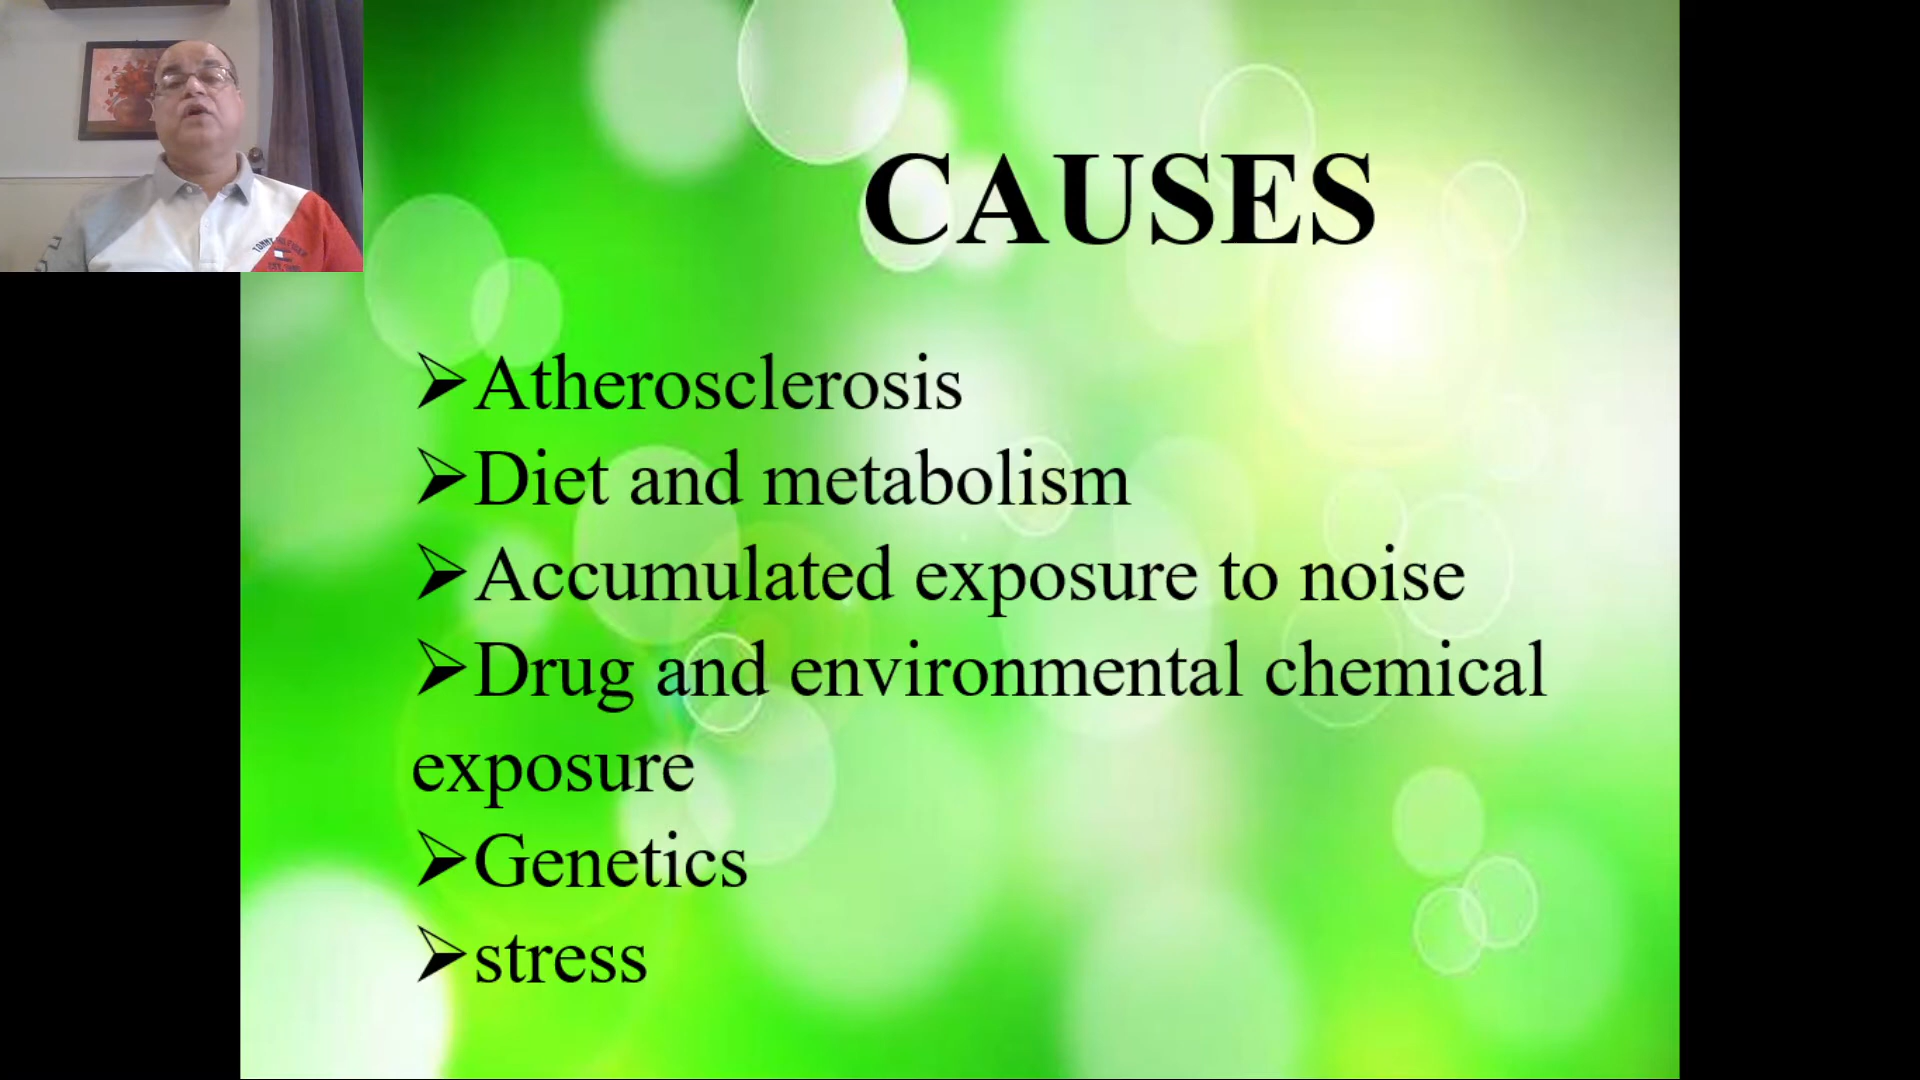 CAUSES
➢Atherosclerosis
➢Diet and metabolism
➢Accumulated exposure to noise
➢Drug and environmental chemical
exposure
➢Genetics
➢stress